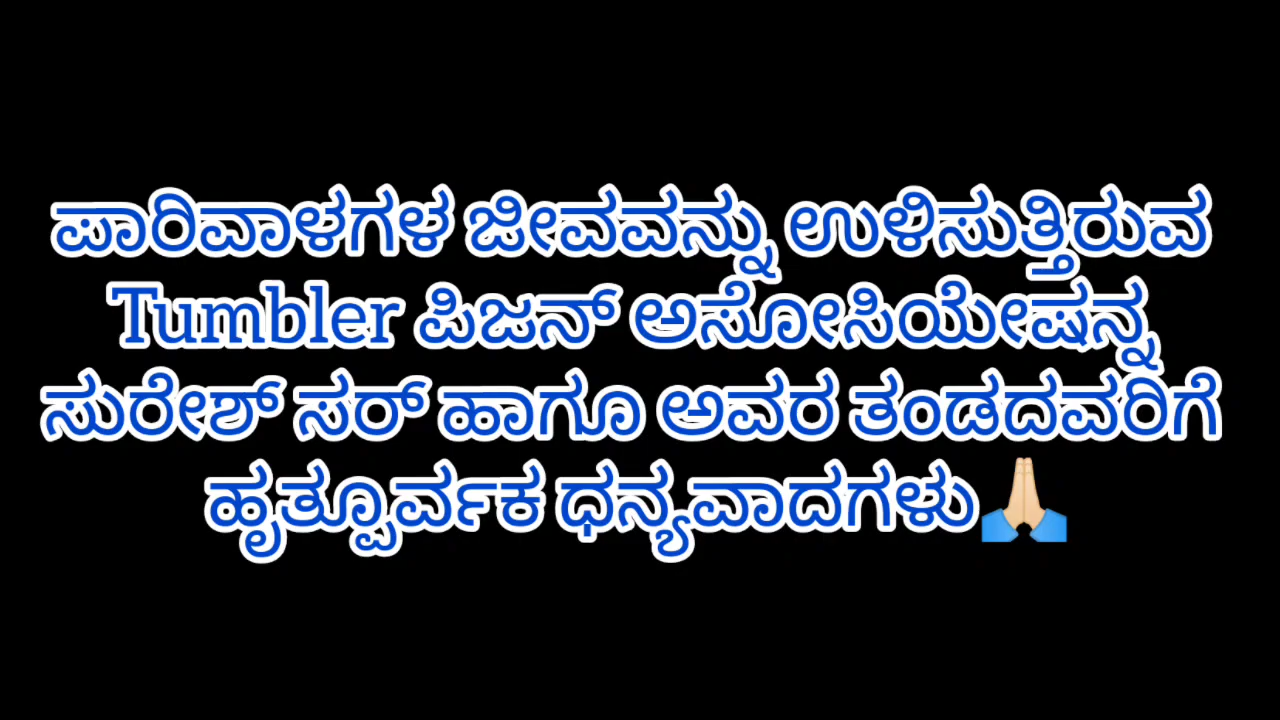 ಪಾರಿವಾಳಗಳ ಜೀವವನ್ನು ಉಳಿಸುತ್ತಿರುವ
Tumbler ಪಿಜನ್ ಅಸೋಸಿಯೇಷನ್ನ
ಸುರೇಶ್ ಸರ್ ಹಾಗೂ ಅವರ ತಂಡದವರಿಗೆ
ಹೃತ್ಪೂರ್ವಕ ಧನ್ಯವಾದಗಳು🙏🏻